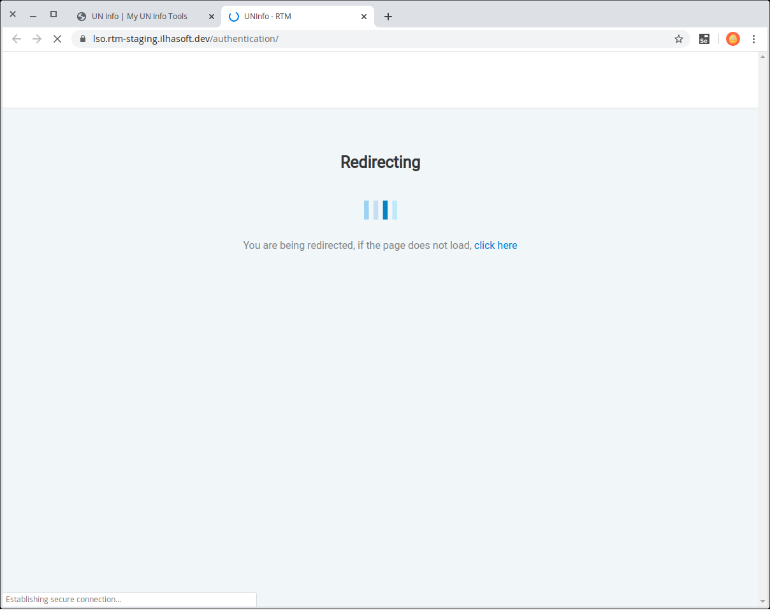 UN Info | My UN Info Tools
UNInfo - RTM
lso.rtm-staging.ilhasoft.dev/authentication/
Redirecting
You are being redirected, if the page does not load, click here
Establishing secure connection...